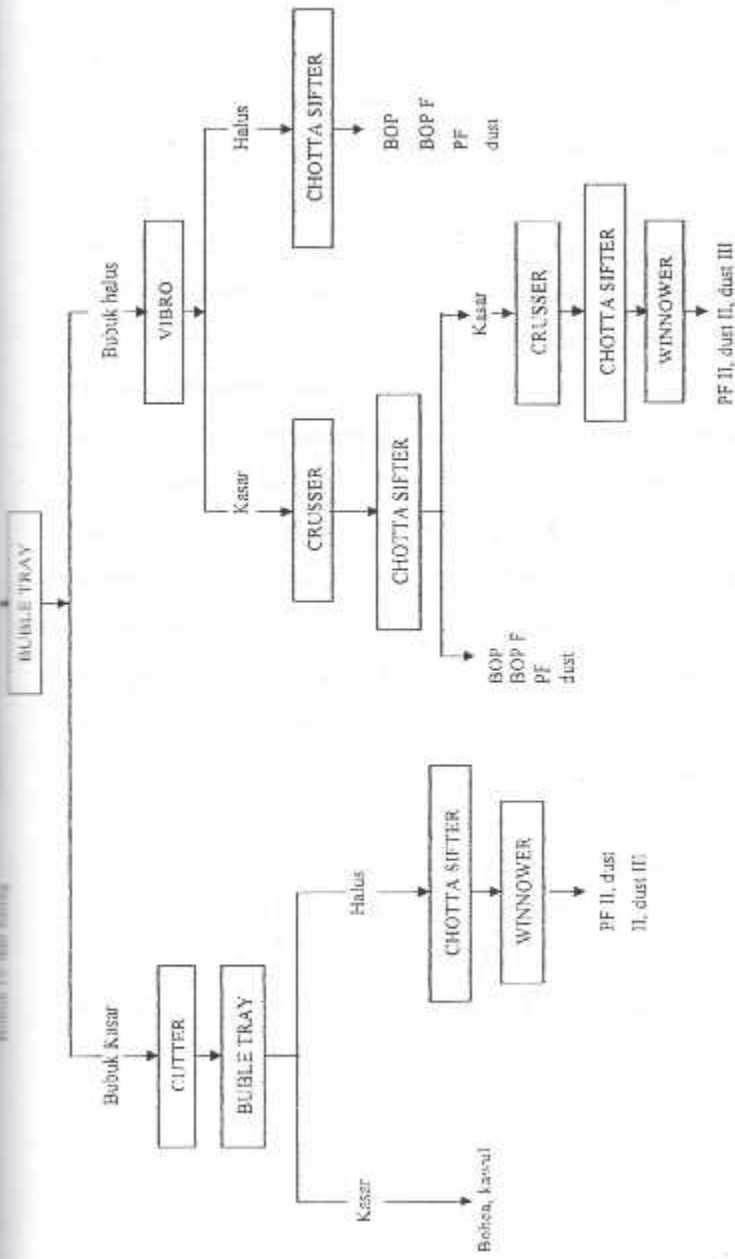 BUBLE TRAY
Bubuk Kasar
Bubuk halus
CUTTER
VIBRO
BUBLE TRAY
Kasar
Halus
Kasar
Halus
Bohea, kawul
CHOTTA SIFTER
WINNOWER
PF II, dust
II, dust III
CRUSSER
CHOTTA SIFTER
CHOTTA SIFTER
BOP
BOP F
PF
dust
BOP
BOP F
PF
dust
Kasar
CRUSSER
CHOTTA SIFTER
WINNOWER
PF II, dust II, dust III